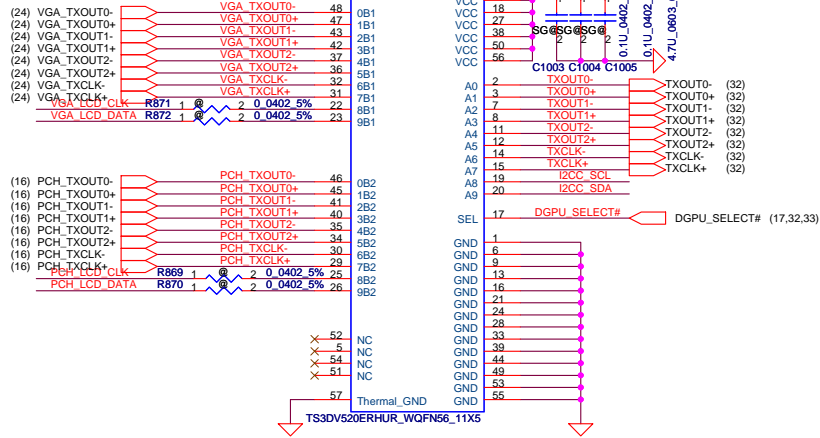 (24) VGA_TXOUT0- VGA_TXOUT0- 48 0B1
(24) VGA_TXOUT0+ VGA_TXOUT0+ 47 1B1
(24) VGA_TXOUT1- VGA_TXOUT1- 43 2B1
(24) VGA_TXOUT1+ VGA_TXOUT1+ 42 3B1
(24) VGA_TXOUT2- VGA_TXOUT2- 37 4B1
(24) VGA_TXOUT2+ VGA_TXOUT2+ 36 5B1
(24) VGA_TXCLK- VGA_TXCLK- 32 6B1
(24) VGA_TXCLK+ VGA_TXCLK+ 31 7B1
VGA_LCD_CLK R871 1 @ 2 0_0402_5% 22 8B1
VGA_LCD_DATA R872 1 @ 2 0_0402_5% 23 9B1
(16) PCH_TXOUT0- PCH_TXOUT0- 46 0B2
(16) PCH_TXOUT0+ PCH_TXOUT0+ 45 1B2
(16) PCH_TXOUT1- PCH_TXOUT1- 41 2B2
(16) PCH_TXOUT1+ PCH_TXOUT1+ 40 3B2
(16) PCH_TXOUT2- PCH_TXOUT2- 35 4B2
(16) PCH_TXOUT2+ PCH_TXOUT2+ 34 5B2
(16) PCH_TXCLK- PCH_TXCLK- 30 6B2
(16) PCH_TXCLK+ PCH_TXCLK+ 29 7B2
PCH_LCD_CLK R869 1 @ 2 0_0402_5% 25 8B2
PCH_LCD_DATA R870 1 @ 2 0_0402_5% 26 9B2
52 NC
5 NC
54 NC
51 NC
57 Thermal_GND
VCC
VCC 18
VCC 27
VCC 38
VCC 50
VCC 56
SG@ SG@ SG@
2 2 2
C1003 C1004 C1005
0.1U_0402_
0.1U_0402_
4.7U_0603_
A0 2 TXOUT0- TXOUT0- (32)
A1 3 TXOUT0+ TXOUT0+ (32)
A2 7 TXOUT1- TXOUT1- (32)
A3 8 TXOUT1+ TXOUT1+ (32)
A4 11 TXOUT2- TXOUT2- (32)
A5 12 TXOUT2+ TXOUT2+ (32)
A6 14 TXCLK- TXCLK- (32)
A7 15 TXCLK+ TXCLK+ (32)
A8 19 I2CC_SCL
A9 20 I2CC_SDA
SEL 17 DGPU_SELECT# DGPU_SELECT# (17,32,33)
GND 1
GND 6
GND 9
GND 13
GND 16
GND 21
GND 24
GND 28
GND 33
GND 39
GND 44
GND 49
GND 53
GND 55
TS3DV520ERHUR_WQFN56_11X5